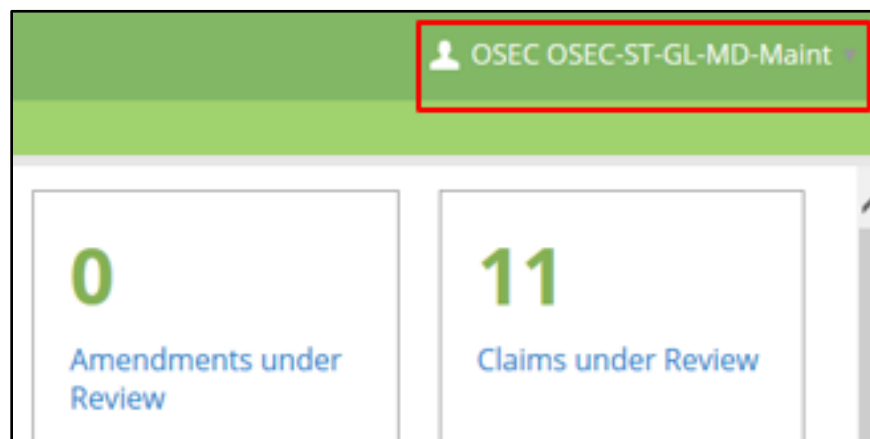 OSEC OSEC-ST-GL-MD-Maint
0
Amendments under
Review
11
Claims under Review